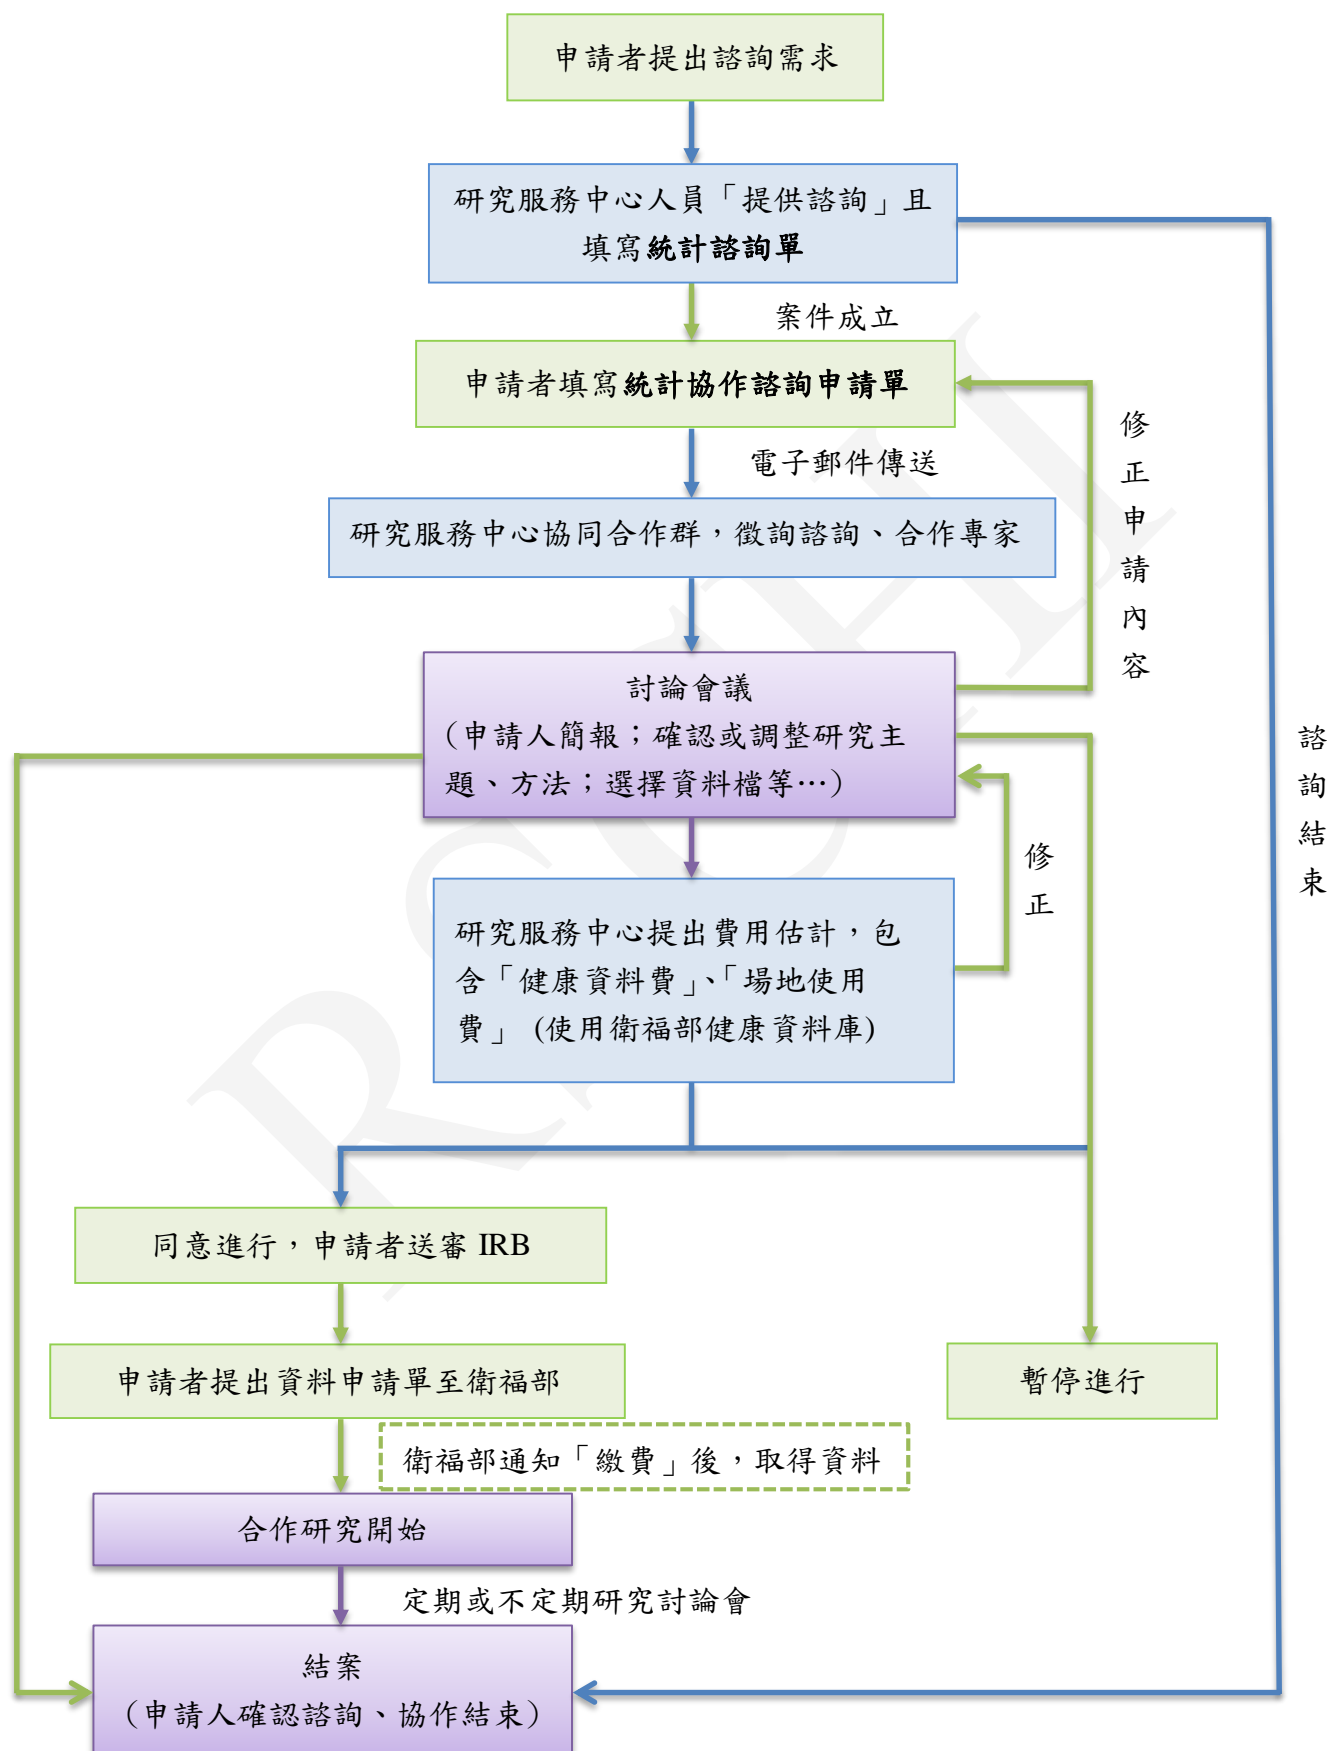 申請者提出諮詢需求
研究服務中心人員「提供諮詢」且
填寫統計諮詢單
案件成立
申請者填寫統計協作諮詢申請單
修正申請內容
電子郵件傳送
研究服務中心協同合作群，徵詢諮詢、合作專家
討論會議
（申請人簡報；確認或調整研究主
題、方法；選擇資料檔等…）
諮詢結束
修正
研究服務中心提出費用估計，包
含「健康資料費」、「場地使用
費」 (使用衛福部健康資料庫)
同意進行，申請者送審 IRB
申請者提出資料申請單至衛福部
暫停進行
衛福部通知「繳費」後，取得資料
合作研究開始
定期或不定期研究討論會
結案
（申請人確認諮詢、協作結束）